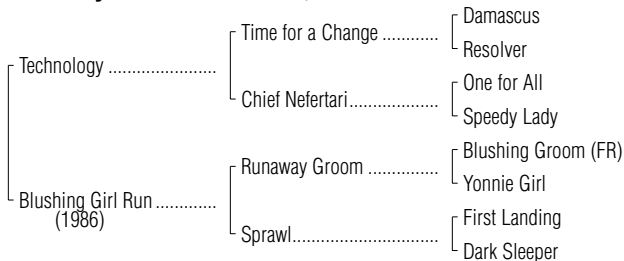 Damascus
Time for a Change ............
Resolver
Technology .......................
One for All
Chief Nefertari...................
Speedy Lady
Blushing Groom (FR)
Runaway Groom ...............
Yonnie Girl
Blushing Girl Run.............
(1986)
First Landing
Sprawl...............................
Dark Sleeper